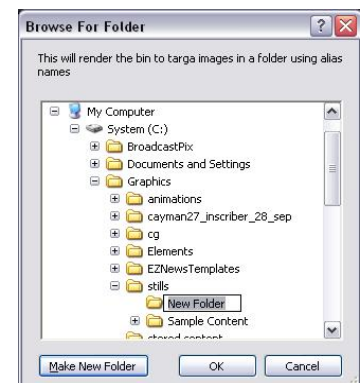 Browse For Folder
This will render the bin to targa images in a folder using alias
names
My Computer
System (C:)
BroadcastPix
Documents and Settings
Graphics
animations
cayman27_inscriber_28_sep
cg
Elements
EZNewsTemplates
stills
New Folder
Sample Content
stored content
Make New Folder
OK
Cancel